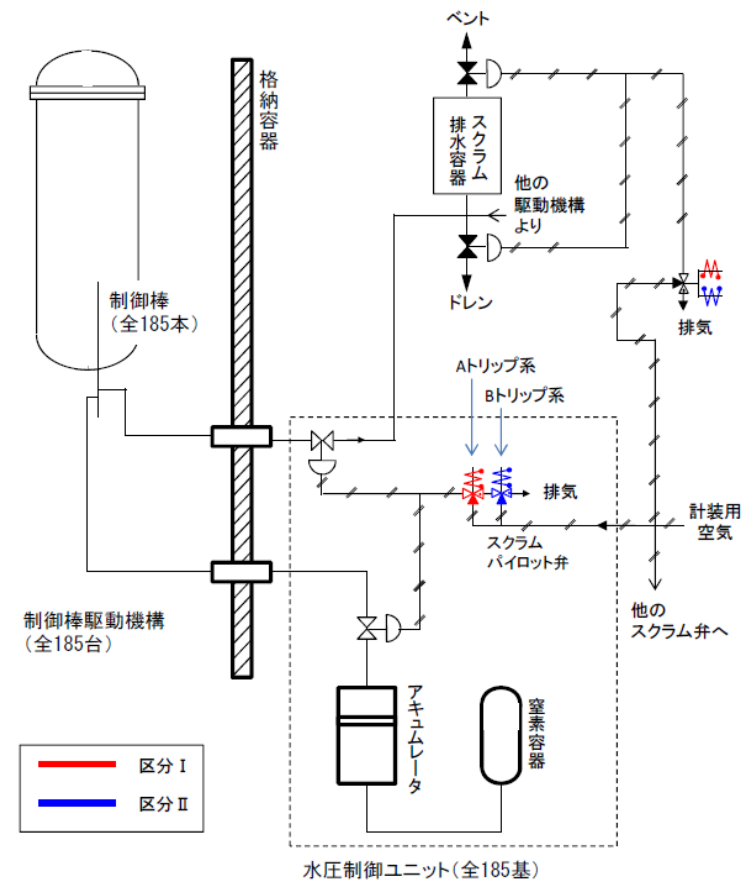 ベント
格納容器
スクラム
排水容器
他の
駆動機構
より
制御棒
（全185本）
ドレン
排気
Aトリップ系
Bトリップ系
排気
計装用
空気
スクラム
パイロット弁
他の
スクラム弁へ
制御棒駆動機構
（全185台）
アキュムレータ
窒素容器
区分Ⅰ
区分Ⅱ
水圧制御ユニット（全185基）